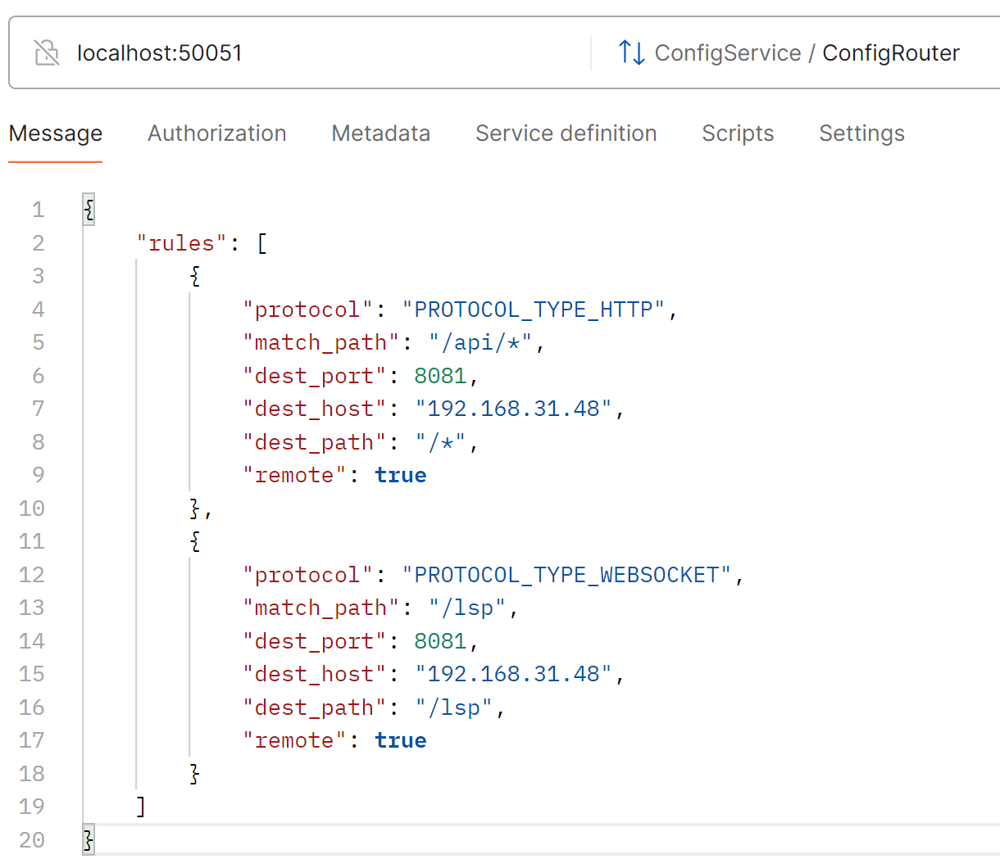 localhost:50051 ConfigService / ConfigRouter
Message Authorization Metadata Service definition Scripts Settings
1 {
2 "rules": [
3 {
4 "protocol": "PROTOCOL_TYPE_HTTP",
5 "match_path": "/api/*",
6 "dest_port": 8081,
7 "dest_host": "192.168.31.48",
8 "dest_path": "/*",
9 "remote": true
10 },
11 {
12 "protocol": "PROTOCOL_TYPE_WEBSOCKET",
13 "match_path": "/lsp",
14 "dest_port": 8081,
15 "dest_host": "192.168.31.48",
16 "dest_path": "/lsp",
17 "remote": true
18 }
19 ]
20 }